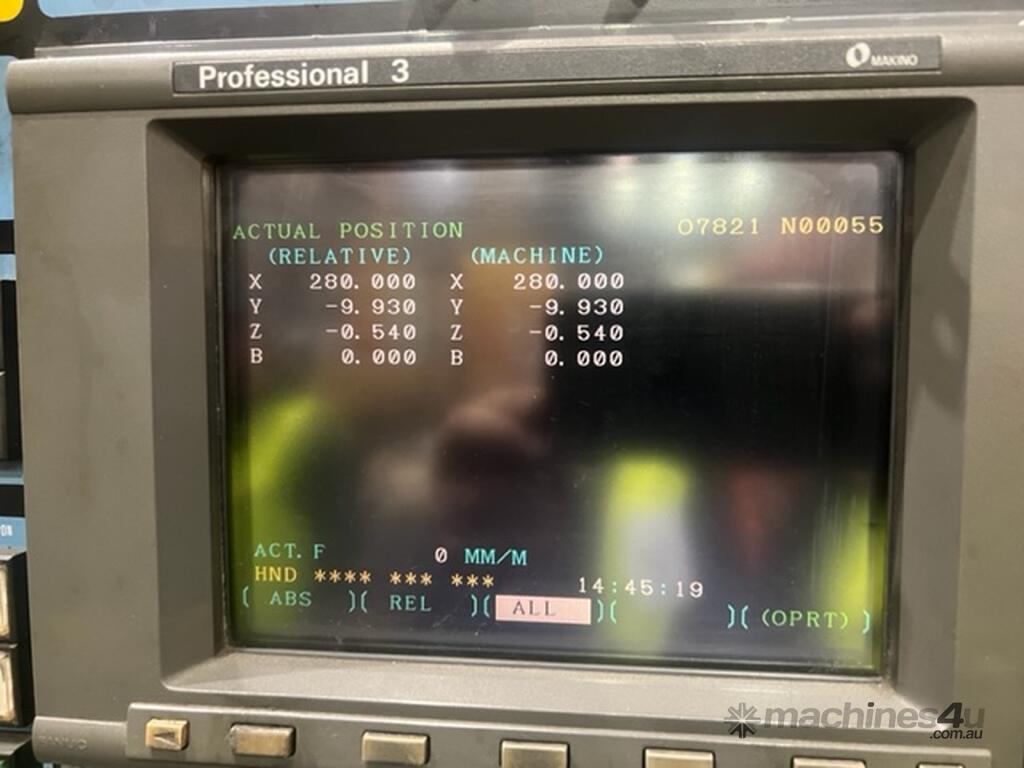 Professional 3
MAKINO
ACTUAL POSITION O7821 N00055
(RELATIVE) (MACHINE)
X 280.000 X 280.000
Y -9.930 Y -9.930
Z -0.540 Z -0.540
B 0.000 B 0.000
ACT.F 0 MM/M
HND **** *** *** 14:45:19
( ABS )( REL )( ALL )( )( (OPRT) )
machines4u
.com.au